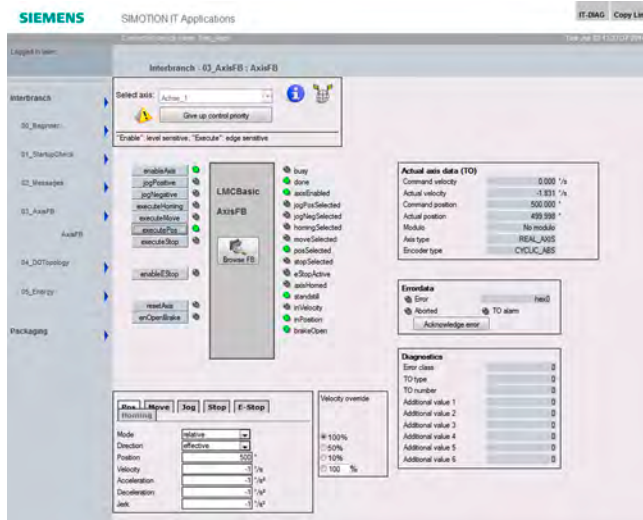 SIEMENS
SIMOTION IT Applications
IT-DIAG Copy Lin
Interbranch - 03_AxisFB : AxisFB
Interbranch
00_Beginner
01_StartupCheck
02_Messages
03_AxisFB
AxisFB
04_DOTopology
05_Energy
Packaging
Select axis: Achse_1
Give up control priority
"Enable": level sensitive, "Execute": edge sensitive
enableAxis
jogPositive
jogNegative
executeHoming
executeMove
executePos
executeStop
enableEStop
resetAxis
enOpenBrake
LMCBasic
AxisFB
Browse FB
busy
done
axisEnabled
jogPosSelected
jogNegSelected
homingSelected
moveSelected
posSelected
stopSelected
eStopActive
axisHomed
standstill
inVelocity
inPosition
brakeOpen
Actual axis data (TO)
Command velocity 0.000 °/s
Actual velocity -1.831 °/s
Command position 500.000 °
Actual position 499.998 °
Modulo No modulo
Axis type REAL_AXIS
Encoder type CYCLIC_ABS
Errordata
Error hex0
Aborted TO alarm
Acknowledge error
Diagnostics
Error class 0
TO type 0
TO number 0
Additional value 1 0
Additional value 2 0
Additional value 3 0
Additional value 4 0
Additional value 5 0
Additional value 6 0
Pos Move Jog Stop E-Stop
Homing
Mode relative
Direction effective
Position 500 °
Velocity -1 °/s
Acceleration -1 °/s²
Deceleration -1 °/s²
Jerk -1 °/s³
Velocity override
100%
50%
10%
100 %